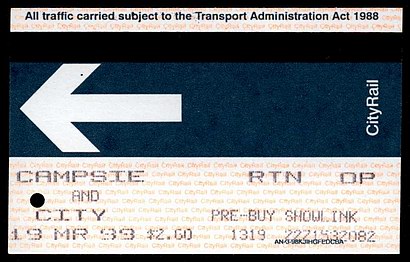 All traffic carried subject to the Transport Administration Act 1988
CityRail
CAMPSIE RTN OP
AND
CITY PRE-BUY SHOWLINK
19 MR 99 $2.60 1319